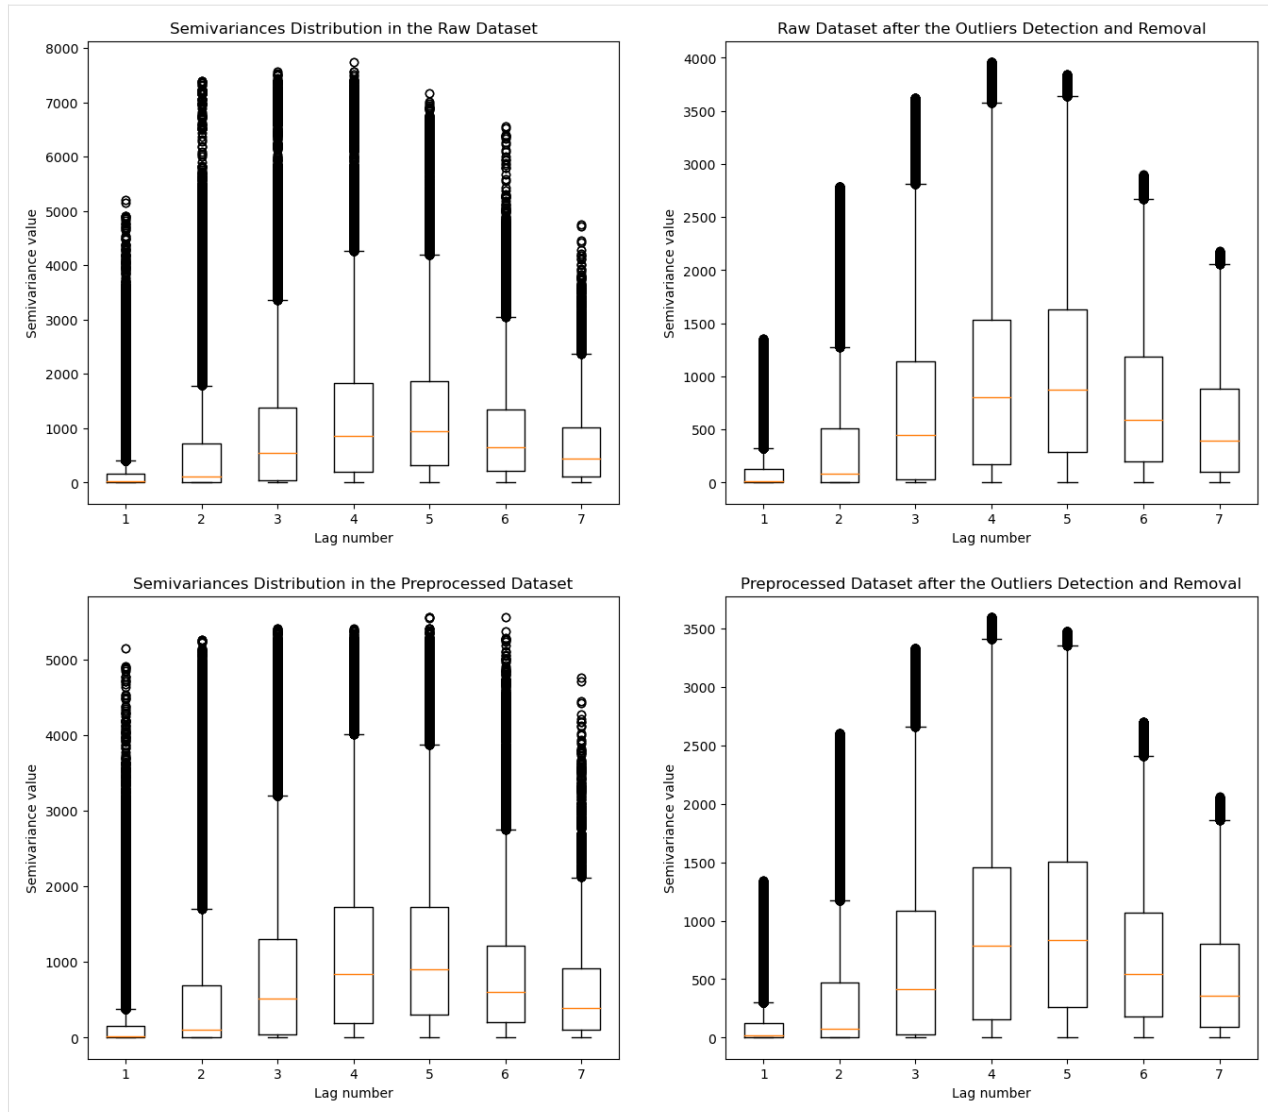 Semivariances Distribution in the Raw Dataset
8000
7000
6000
5000
4000
3000
2000
1000
0
Semivariance value
1 2 3 4 5 6 7
Lag number
Raw Dataset after the Outliers Detection and Removal
4000
3500
3000
2500
2000
1500
1000
500
0
Semivariance value
1 2 3 4 5 6 7
Lag number
Semivariances Distribution in the Preprocessed Dataset
5000
4000
3000
2000
1000
0
Semivariance value
1 2 3 4 5 6 7
Lag number
Preprocessed Dataset after the Outliers Detection and Removal
3500
3000
2500
2000
1500
1000
500
0
Semivariance value
1 2 3 4 5 6 7
Lag number